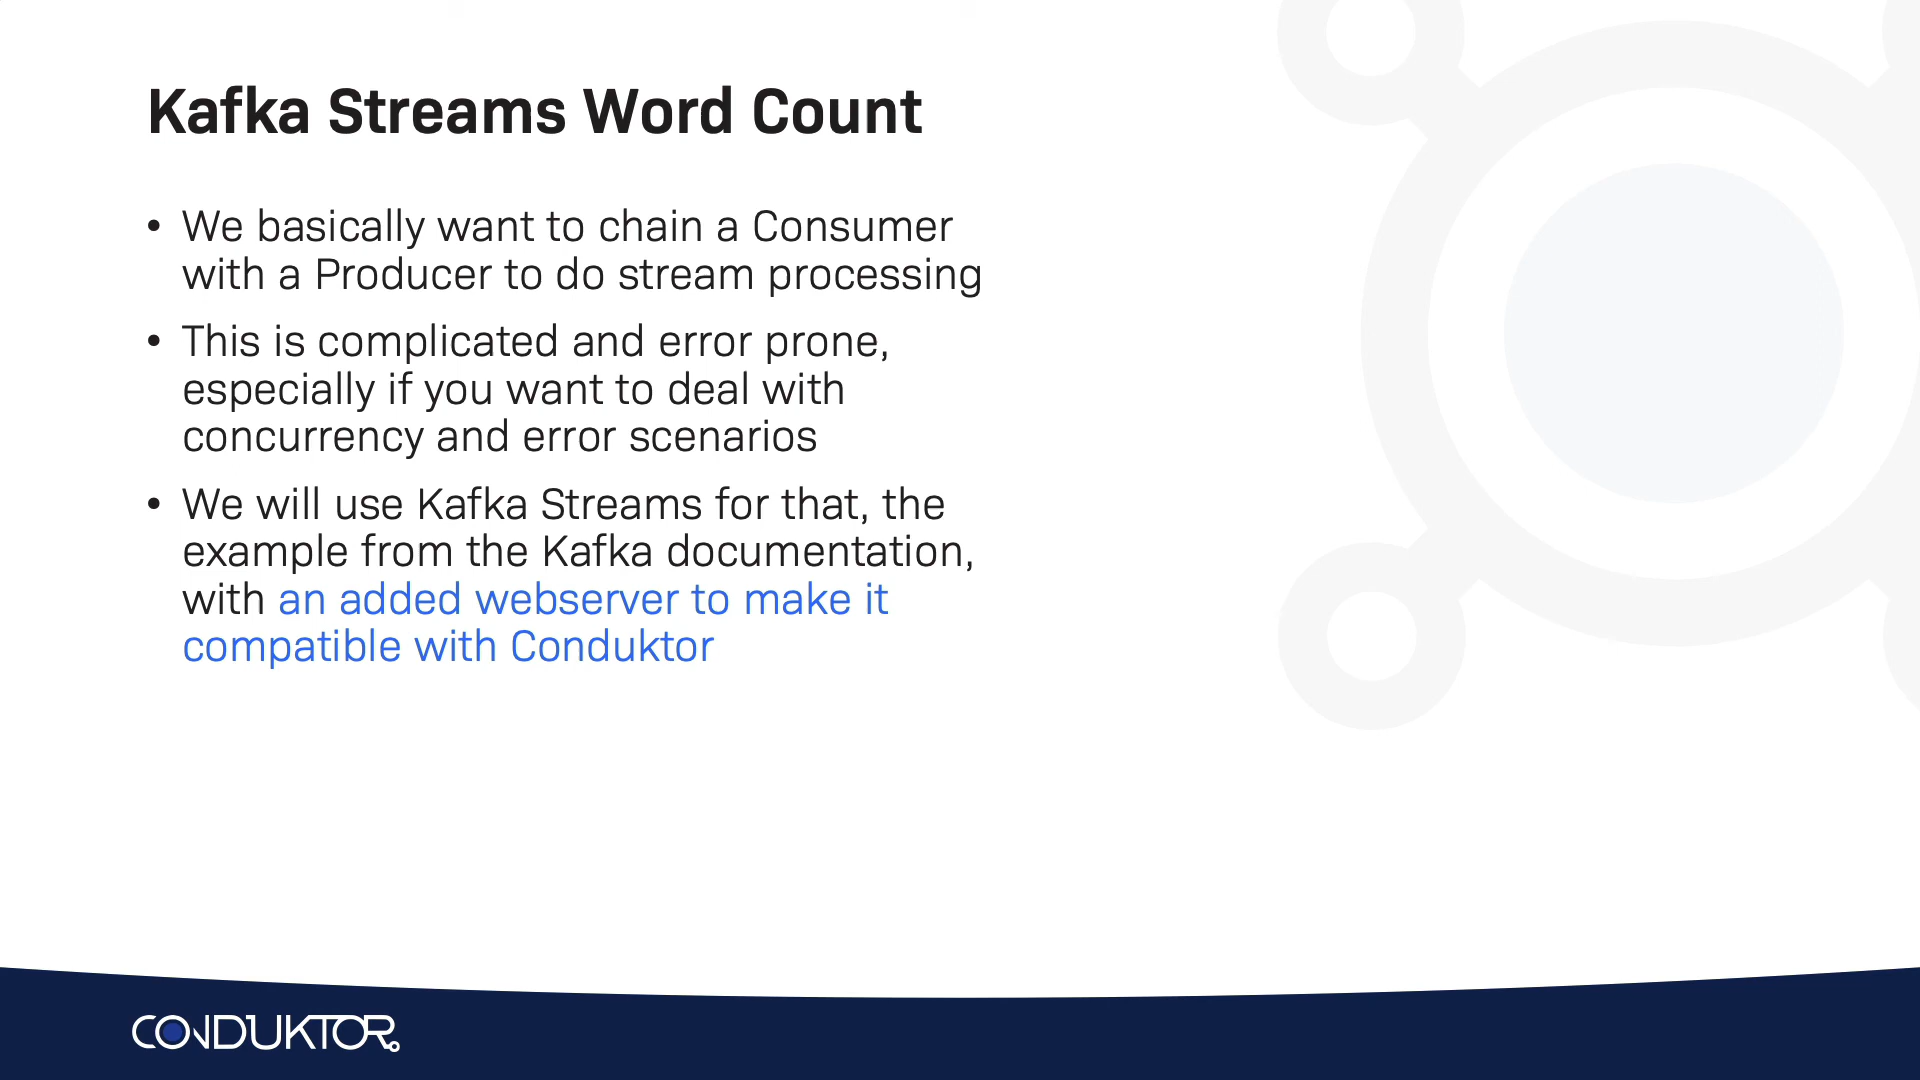 Kafka Streams Word Count
• We basically want to chain a Consumer
with a Producer to do stream processing
• This is complicated and error prone,
especially if you want to deal with
concurrency and error scenarios
• We will use Kafka Streams for that, the
example from the Kafka documentation,
with an added webserver to make it
compatible with Conduktor
CONDUKTOR